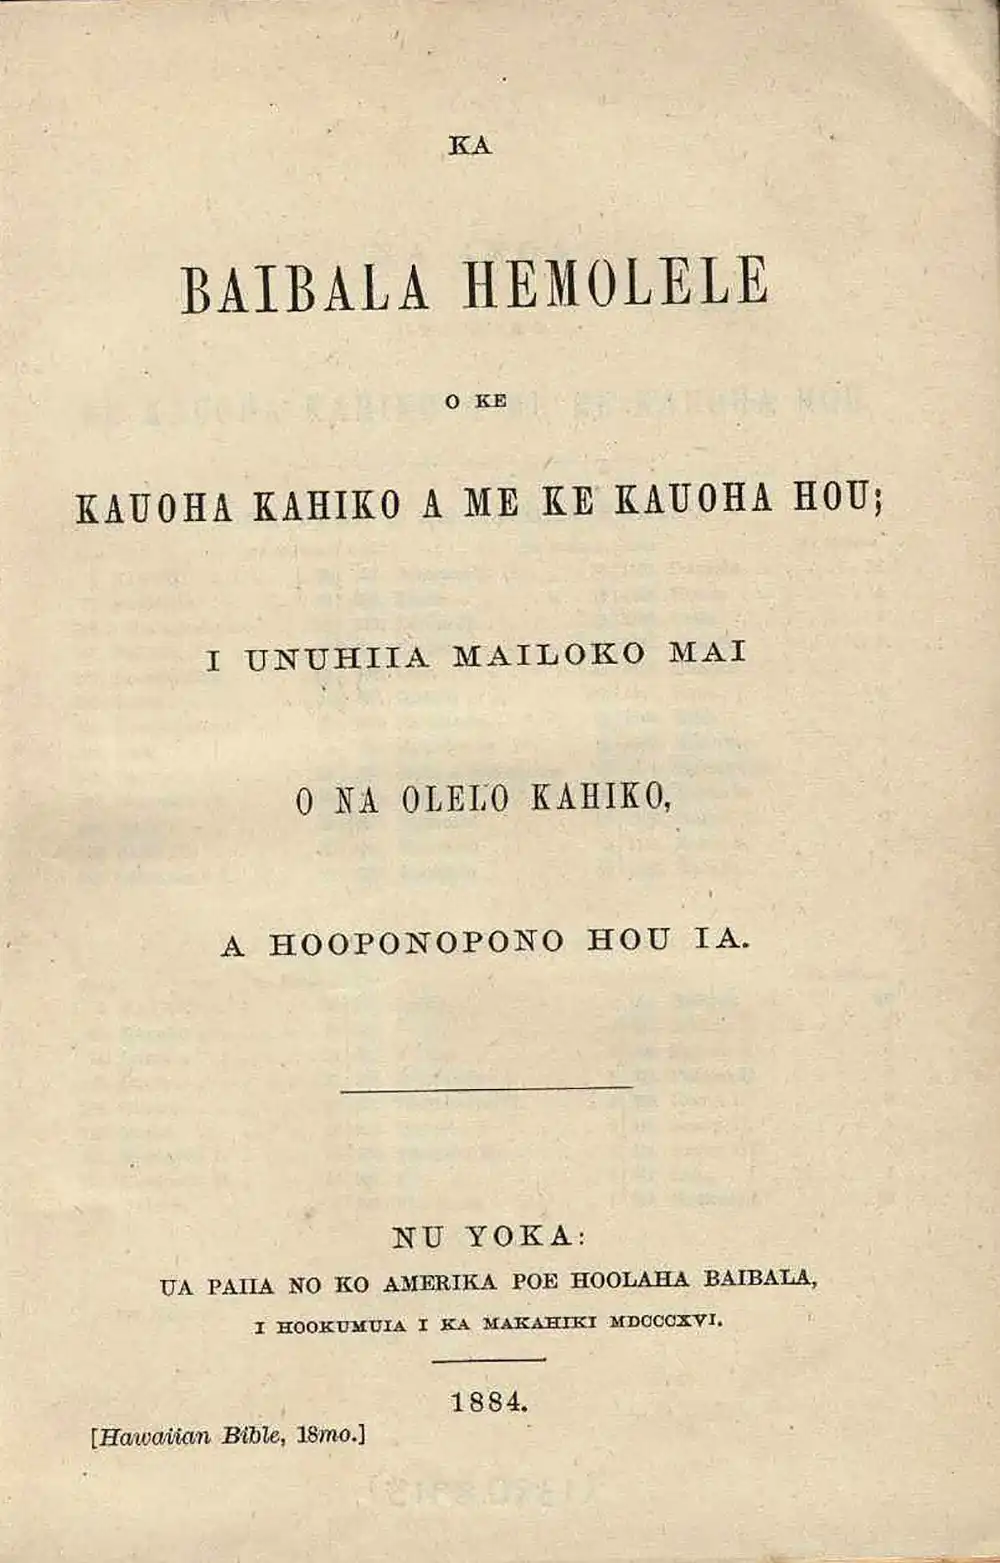 KA
BAIBALA HEMOLELE
O KE
KAUOHA KAHIKO A ME KE KAUOHA HOU;
I UNUHIIA MAILOKO MAI
O NA OLELO KAHIKO,
A HOOPONOPONO HOU IA.
NU YOKA:
UA PAIIA NO KO AMERIKA POE HOOLAHA BAIBALA,
I HOOKUMUIA I KA MAKAHIKI MDCCCXVI.
1884.
[Hawaiian Bible, 18mo.]